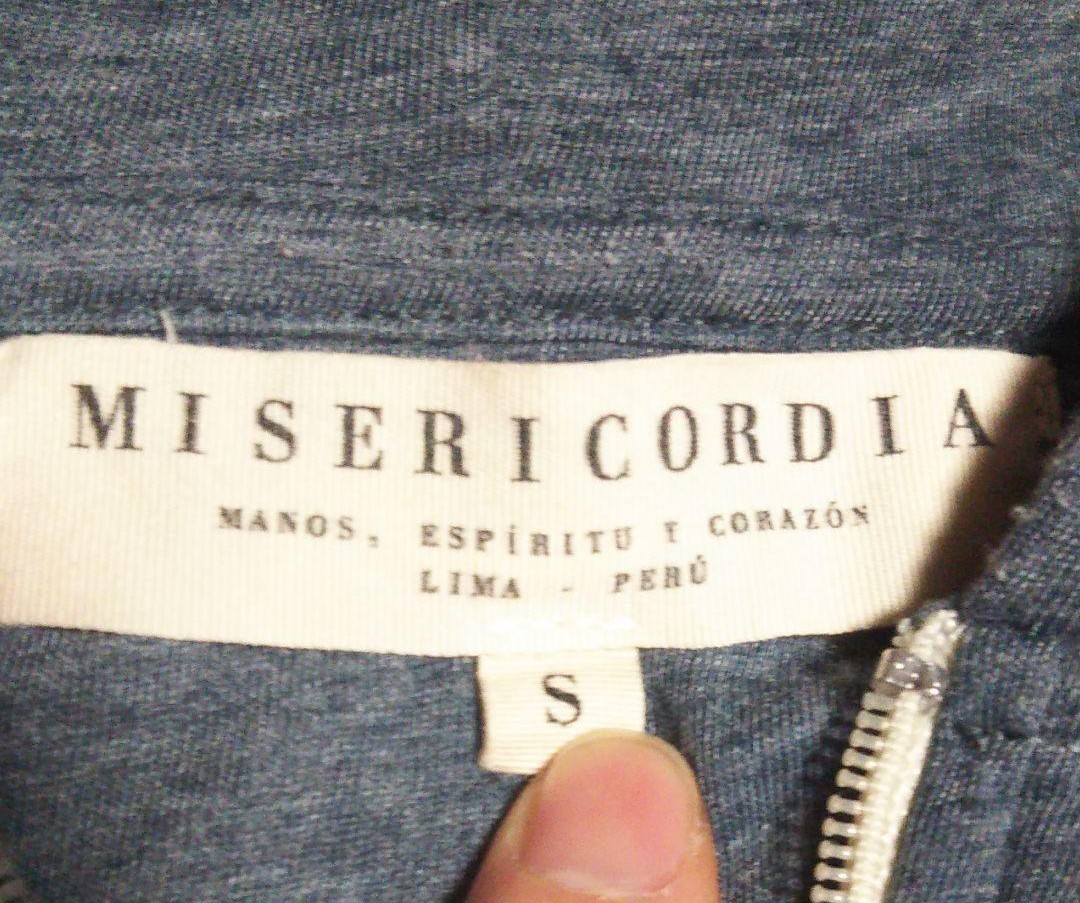 MISERICORDIA
MANOS, ESPÍRITU Y CORAZÓN
LIMA - PERÚ
S